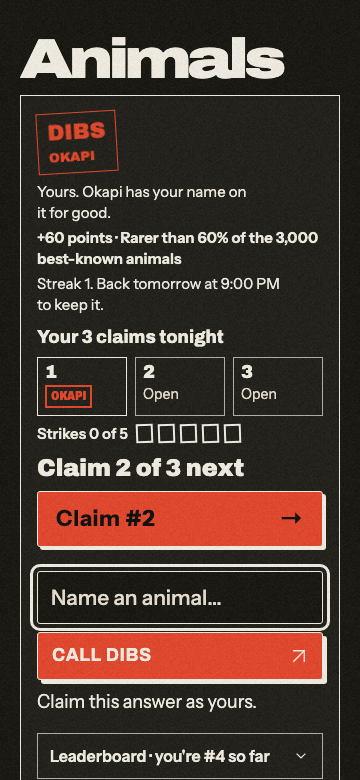 Animals
DIBS
OKAPI
Yours. Okapi has your name on
it for good.
+60 points · Rarer than 60% of the 3,000
best-known animals
Streak 1. Back tomorrow at 9:00 PM
to keep it.
Your 3 claims tonight
1
OKAPI
2
Open
3
Open
Strikes 0 of 5
Claim 2 of 3 next
Claim #2 →
Name an animal...
CALL DIBS
Claim this answer as yours.
Leaderboard · you're #4 so far